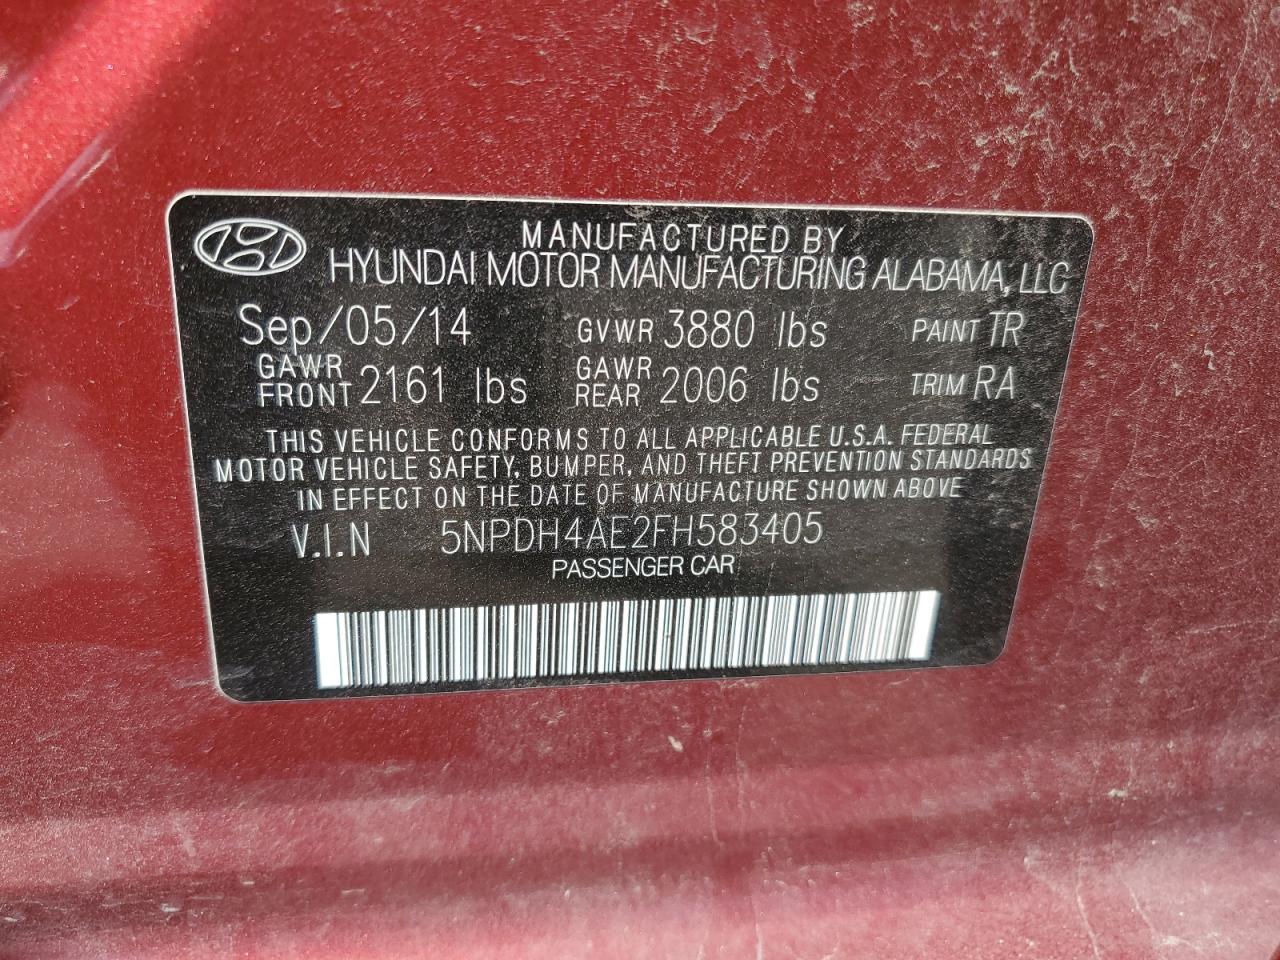 MANUFACTURED BY
HYUNDAI MOTOR MANUFACTURING ALABAMA, LLC
Sep/05/14 GVWR 3880 lbs PAINT TR
GAWR FRONT 2161 lbs GAWR REAR 2006 lbs TRIM RA
THIS VEHICLE CONFORMS TO ALL APPLICABLE U.S.A. FEDERAL
MOTOR VEHICLE SAFETY, BUMPER, AND THEFT PREVENTION STANDARDS
IN EFFECT ON THE DATE OF MANUFACTURE SHOWN ABOVE
V.I.N 5NPDH4AE2FH583405
PASSENGER CAR